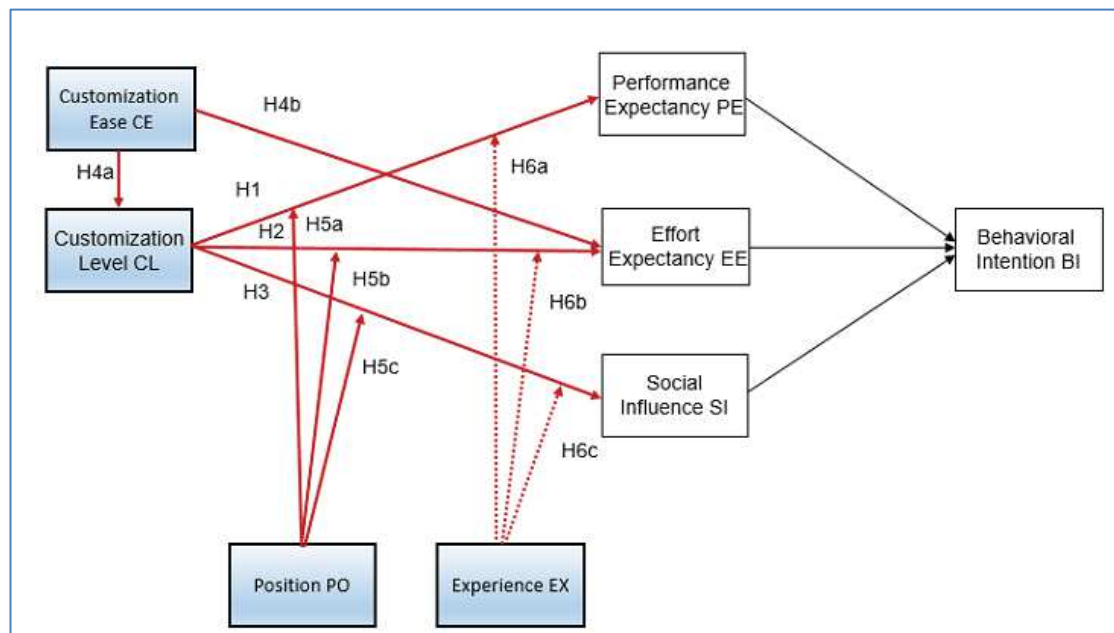 Customization
Ease CE
H4b
Performance
Expectancy PE
H4a
H6a
H1
Customization
Level CL
H2
H5a
Effort
Expectancy EE
Behavioral
Intention BI
H3
H5b
H6b
H5c
Social
Influence SI
H6c
Position PO
Experience EX